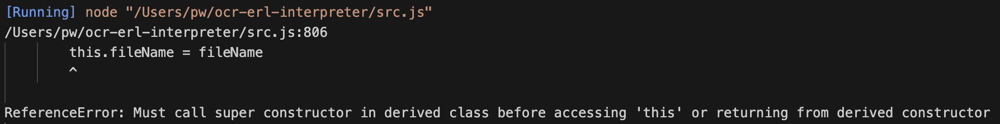 [Running] node "/Users/pw/ocr-erl-interpreter/src.js"
/Users/pw/ocr-erl-interpreter/src.js:806
        this.fileName = fileName
        ^
ReferenceError: Must call super constructor in derived class before accessing 'this' or returning from derived constructor